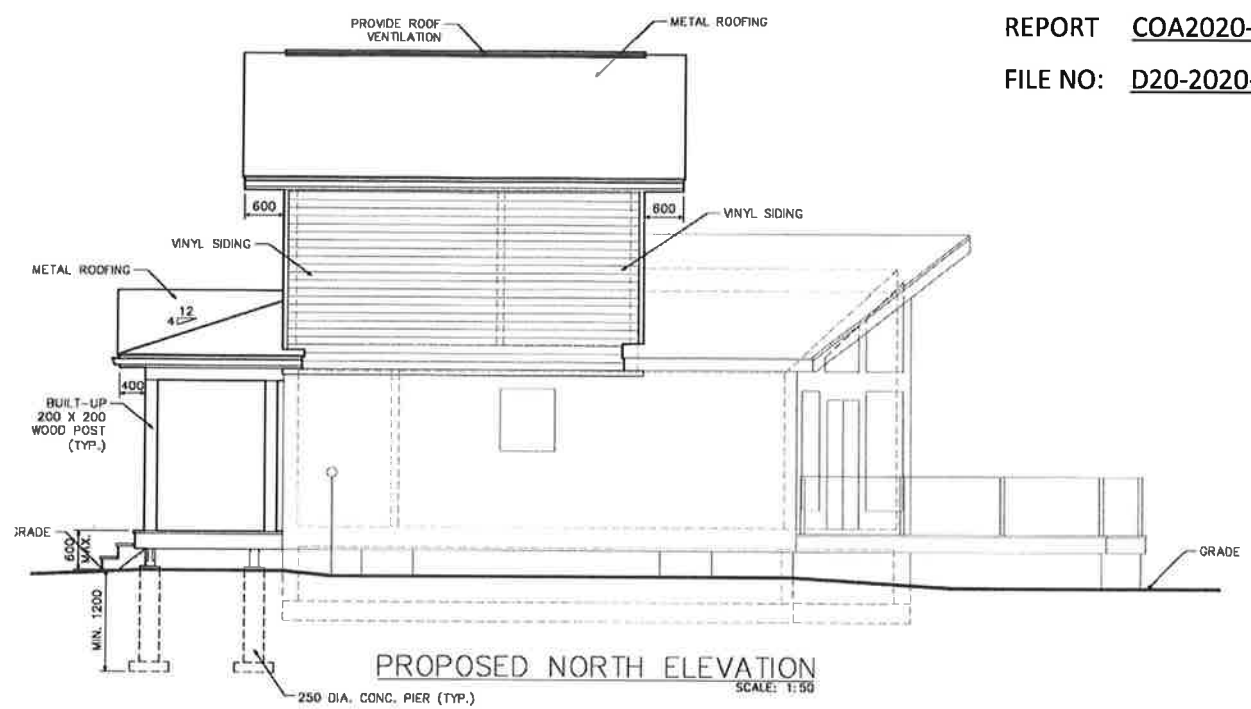 REPORT COA2020-
FILE NO: D20-2020-
PROVIDE ROOF
VENTILATION
METAL ROOFING
600
600
VINYL SIDING
VINYL SIDING
METAL ROOFING
12
4
400
BUILT-UP
200 X 200
WOOD POST
(TYP.)
GRADE
600
MAX.
GRADE
MIN. 1200
PROPOSED NORTH ELEVATION
SCALE: 1:50
250 DIA. CONC. PIER (TYP.)